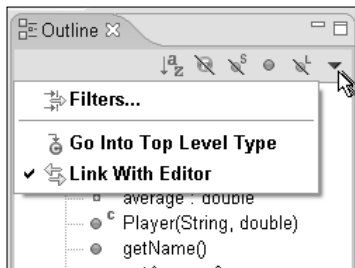 Outline
Filters...
Go Into Top Level Type
Link With Editor
average : double
Player(String, double)
getName()